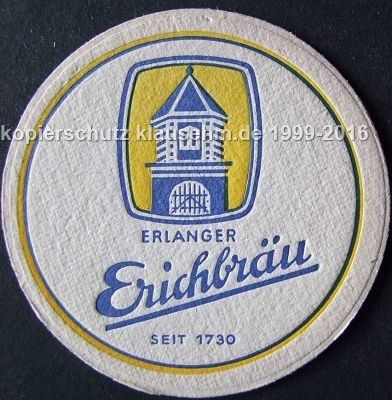 kopierschutz klausehm.de 1999-2016
ERLANGER
Erichbräu
SEIT 1730